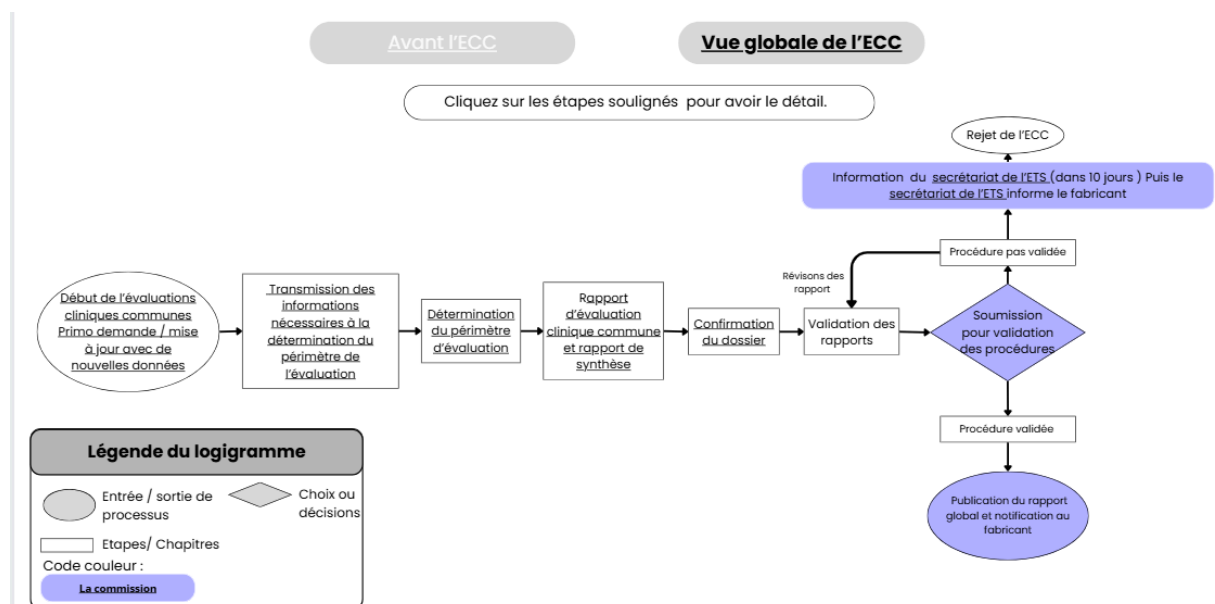 Avant l'ECC
Vue globale de l'ECC
Cliquez sur les étapes soulignés pour avoir le détail.
Rejet de l'ECC
Information du secrétariat de l'ETS (dans 10 jours ) Puis le
secrétariat de l'ETS informe le fabricant
Procédure pas validée
Révisons des
rapport
Début de l'évaluations
cliniques communes
Primo demande / mise
à jour avec de
nouvelles données
Transmission des
informations
nécessaires à la
détermination du
périmètre de
l'évaluation
Détermination
du périmètre
d'évaluation
Rapport
d'évaluation
clinique commune
et rapport de
synthèse
Confirmation
du dossier
Validation des
rapports
Soumission
pour validation
des procédures
Procédure validée
Publication du rapport
global et notification au
fabricant
Légende du logigramme
Entrée / sortie de
processus
Choix ou
décisions
Etapes/ Chapitres
Code couleur :
La commission